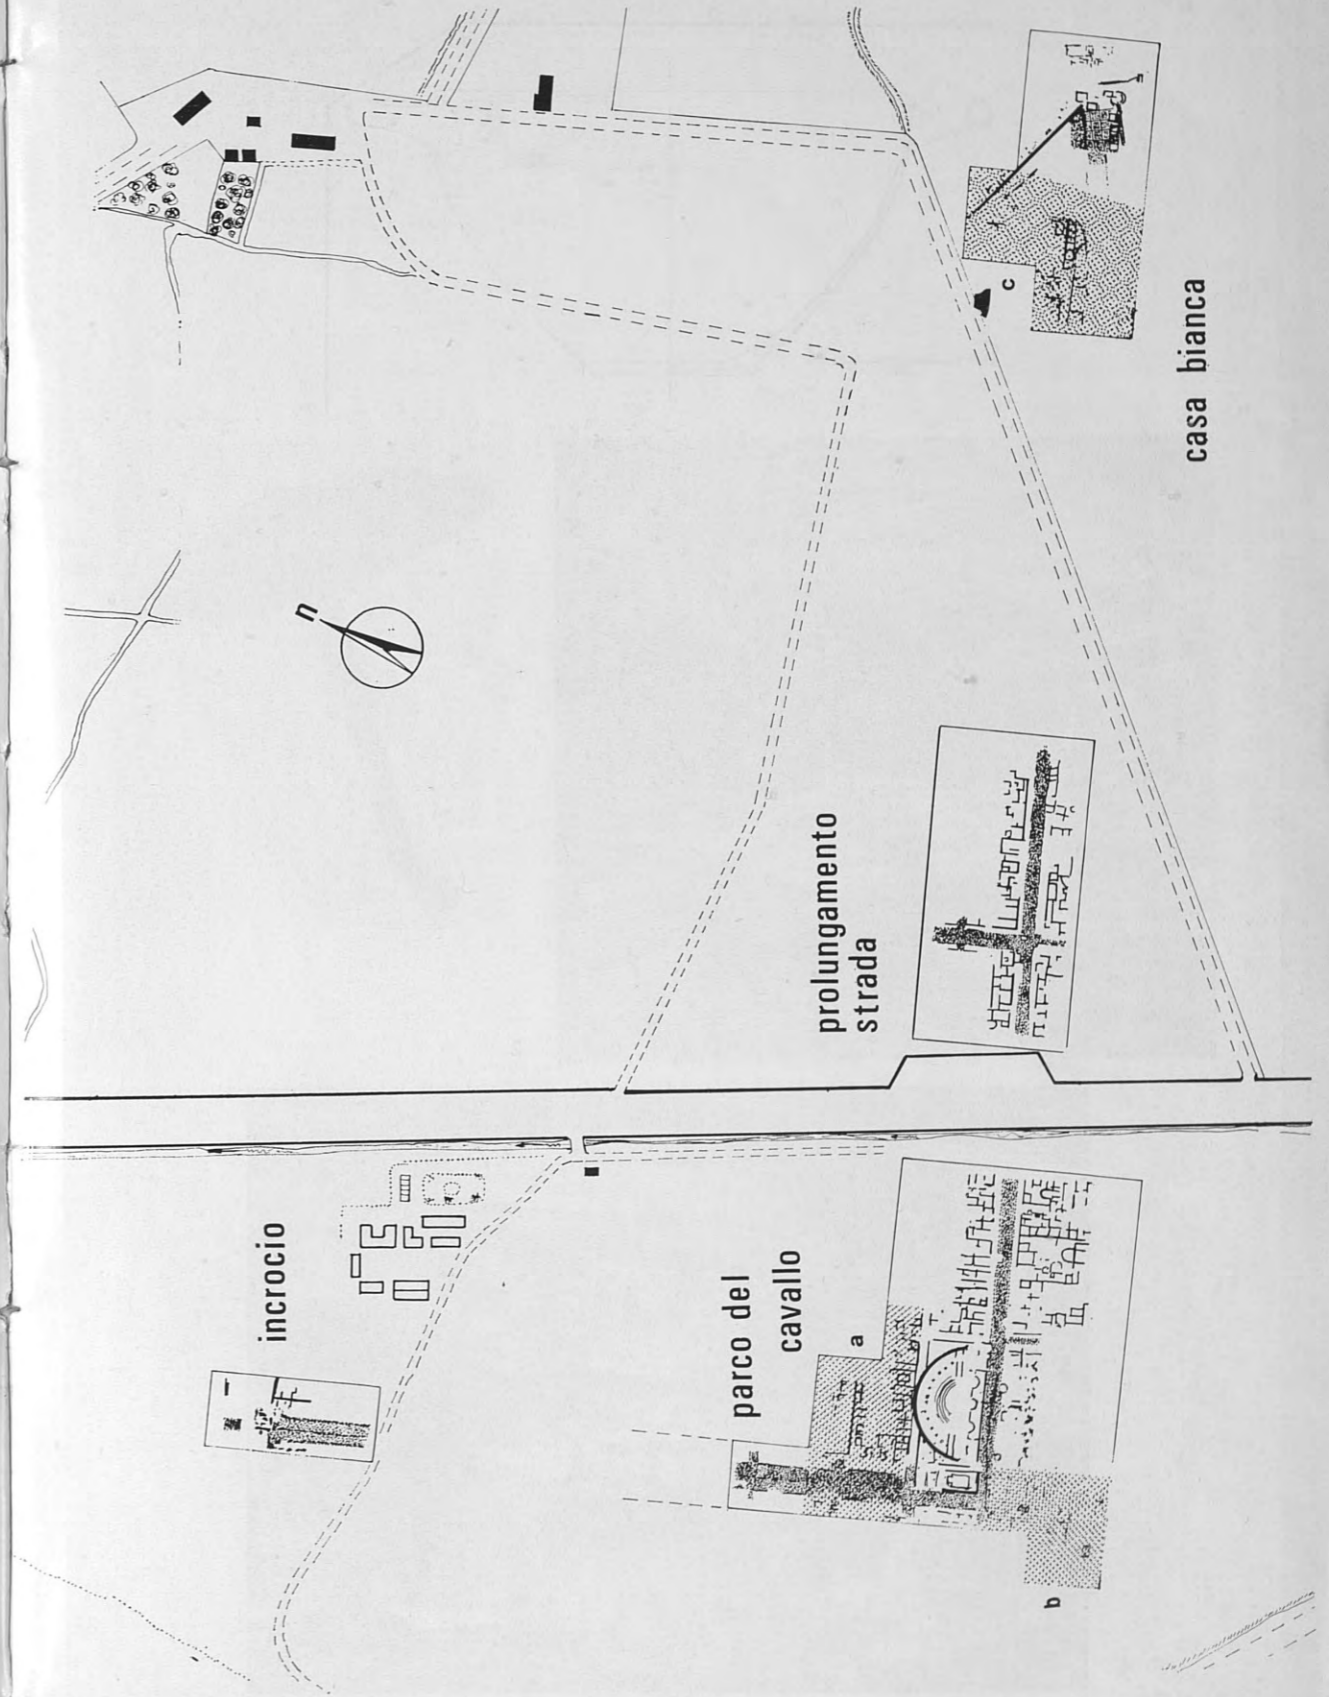 incrocio
parco del
cavallo
a
b
prolungamento
strada
n
c
casa bianca